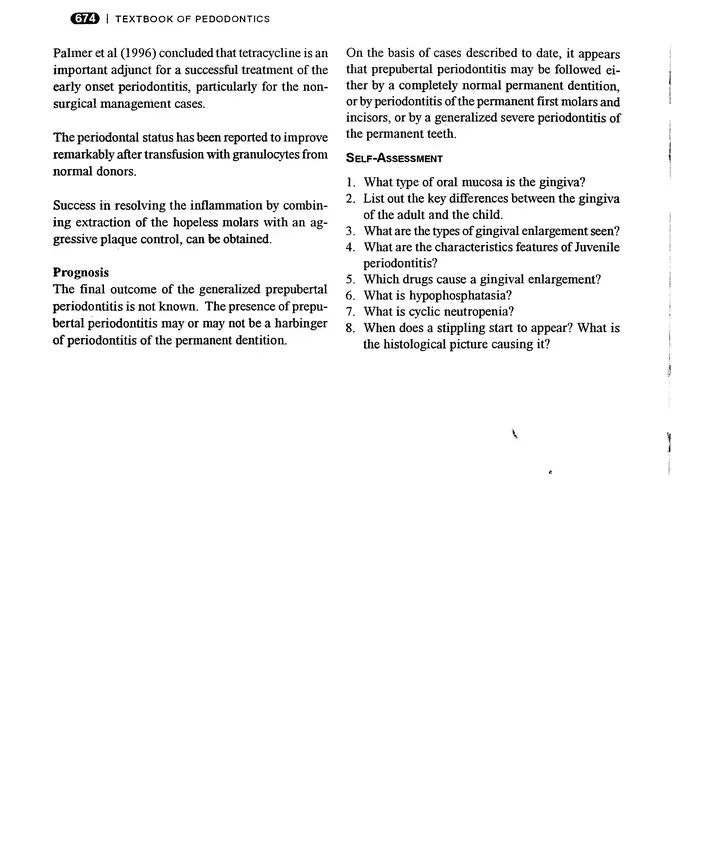 674 | TEXTBOOK OF PEDODONTICS
Palmer et al (1996) concluded that tetracycline is an
important adjunct for a successful treatment of the
early onset periodontitis, particularly for the non-
surgical management cases.
The periodontal status has been reported to improve
remarkably after transfusion with granulocytes from
normal donors.
Success in resolving the inflammation by combin-
ing extraction of the hopeless molars with an ag-
gressive plaque control, can be obtained.
Prognosis
The final outcome of the generalized prepubertal
periodontitis is not known. The presence of prepu-
bertal periodontitis may or may not be a harbinger
of periodontitis of the permanent dentition.
On the basis of cases described to date, it appears
that prepubertal periodontitis may be followed ei-
ther by a completely normal permanent dentition,
or by periodontitis of the permanent first molars and
incisors, or by a generalized severe periodontitis of
the permanent teeth.
SELF-ASSESSMENT
1. What type of oral mucosa is the gingiva?
2. List out the key differences between the gingiva
of the adult and the child.
3. What are the types of gingival enlargement seen?
4. What are the characteristics features of Juvenile
periodontitis?
5. Which drugs cause a gingival enlargement?
6. What is hypophosphatasia?
7. What is cyclic neutropenia?
8. When does a stippling start to appear? What is
the histological picture causing it?